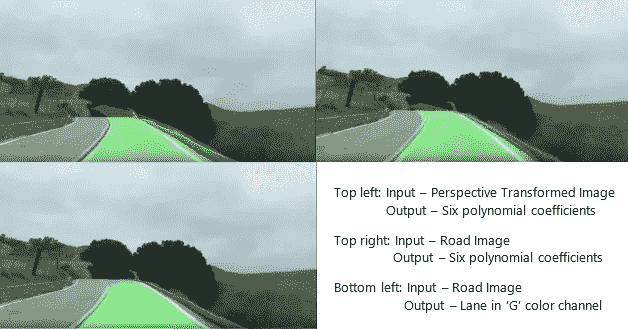 Top left: Input – Perspective Transformed Image
Output – Six polynomial coefficients
Top right: Input – Road Image
Output – Six polynomial coefficients
Bottom left: Input – Road Image
Output – Lane in ‘G’ color channel